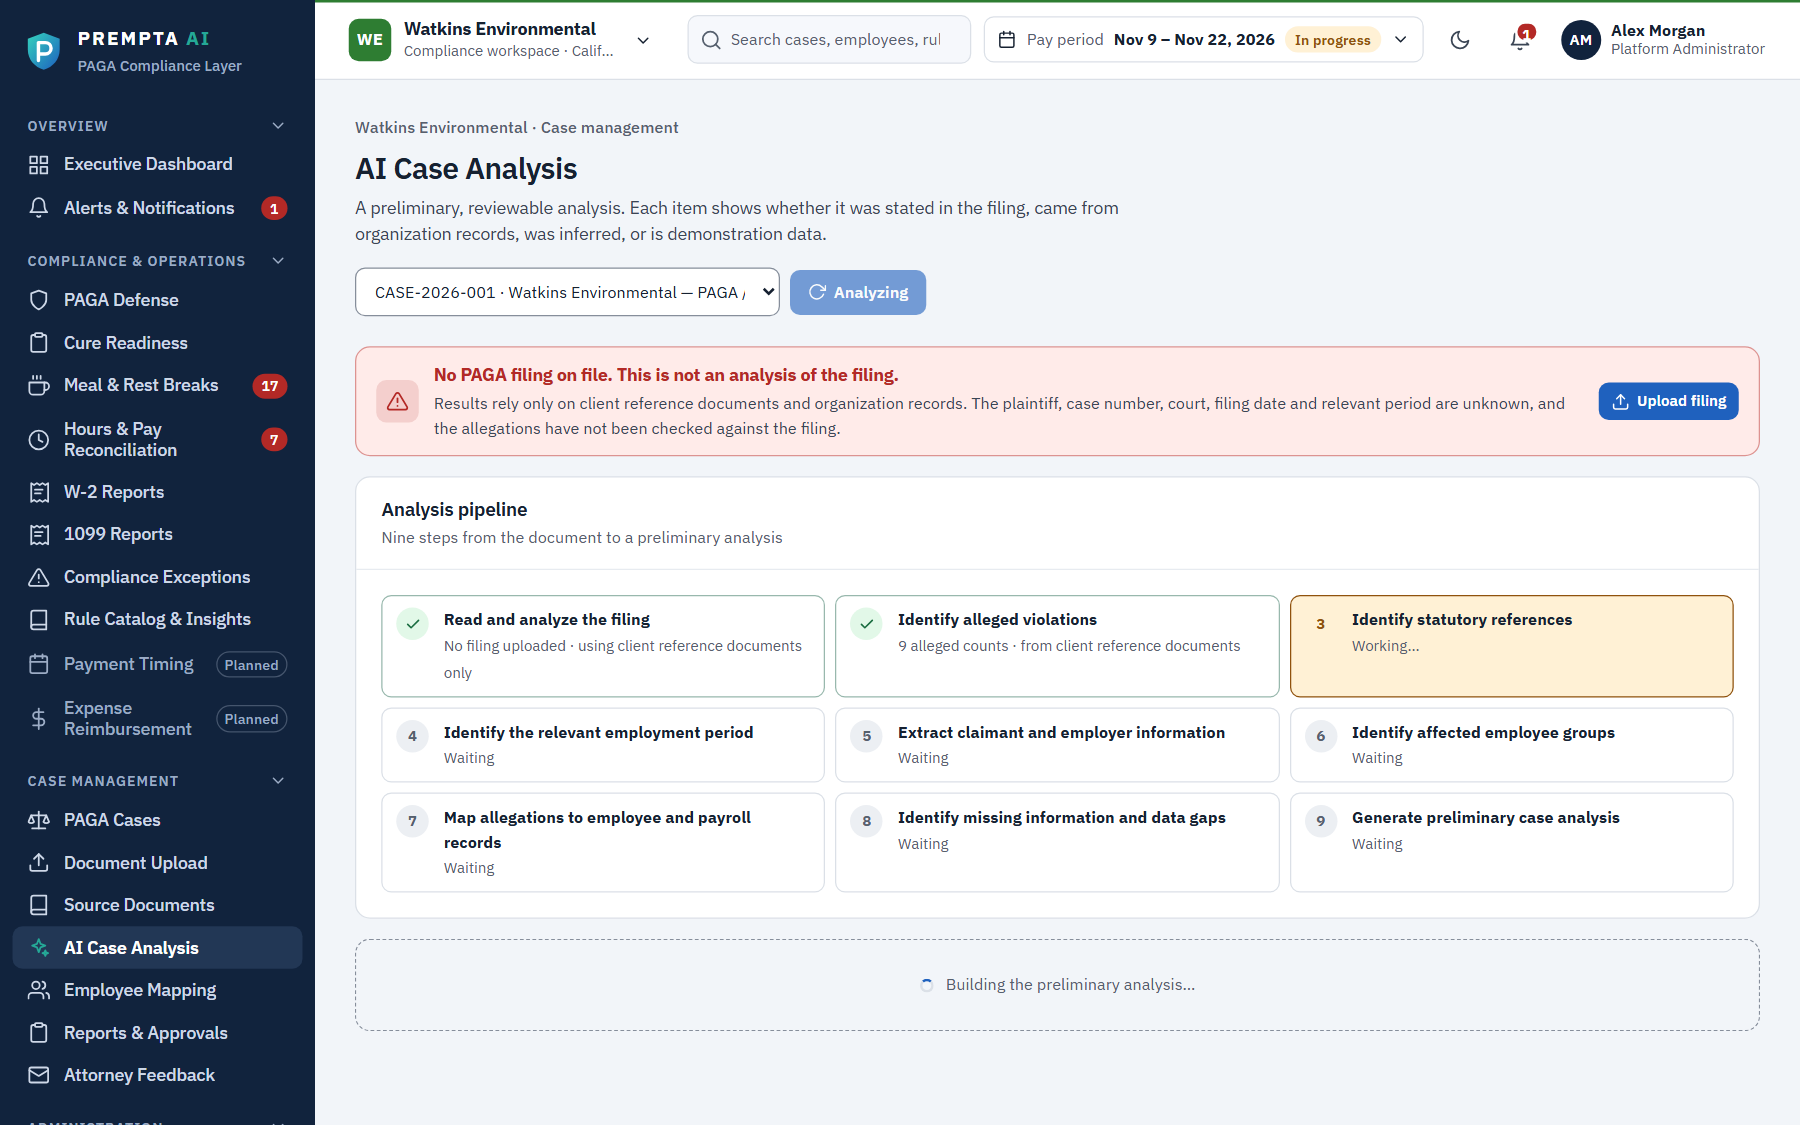 PREMPTA AI
PAGA Compliance Layer
OVERVIEW
Executive Dashboard
Alerts & Notifications
1
COMPLIANCE & OPERATIONS
PAGA Defense
Cure Readiness
Meal & Rest Breaks
17
Hours & Pay
Reconciliation
7
W-2 Reports
1099 Reports
Compliance Exceptions
Rule Catalog & Insights
Payment Timing
Planned
Expense
Reimbursement
Planned
CASE MANAGEMENT
PAGA Cases
Document Upload
Source Documents
AI Case Analysis
Employee Mapping
Reports & Approvals
Attorney Feedback
ADMINISTRATION
WE
Watkins Environmental
Compliance workspace · Calif...
Search cases, employees, rul
Pay period Nov 9 – Nov 22, 2026 In progress
1
AM
Alex Morgan
Platform Administrator
Watkins Environmental · Case management
AI Case Analysis
A preliminary, reviewable analysis. Each item shows whether it was stated in the filing, came from
organization records, was inferred, or is demonstration data.
CASE-2026-001 · Watkins Environmental — PAGA /
Analyzing
No PAGA filing on file. This is not an analysis of the filing.
Results rely only on client reference documents and organization records. The plaintiff, case number, court, filing date and relevant period are unknown, and
the allegations have not been checked against the filing.
Upload filing
Analysis pipeline
Nine steps from the document to a preliminary analysis
Read and analyze the filing
No filing uploaded · using client reference documents
only
Identify alleged violations
9 alleged counts · from client reference documents
3
Identify statutory references
Working...
4
Identify the relevant employment period
Waiting
5
Extract claimant and employer information
Waiting
6
Identify affected employee groups
Waiting
7
Map allegations to employee and payroll
records
Waiting
8
Identify missing information and data gaps
Waiting
9
Generate preliminary case analysis
Waiting
Building the preliminary analysis...